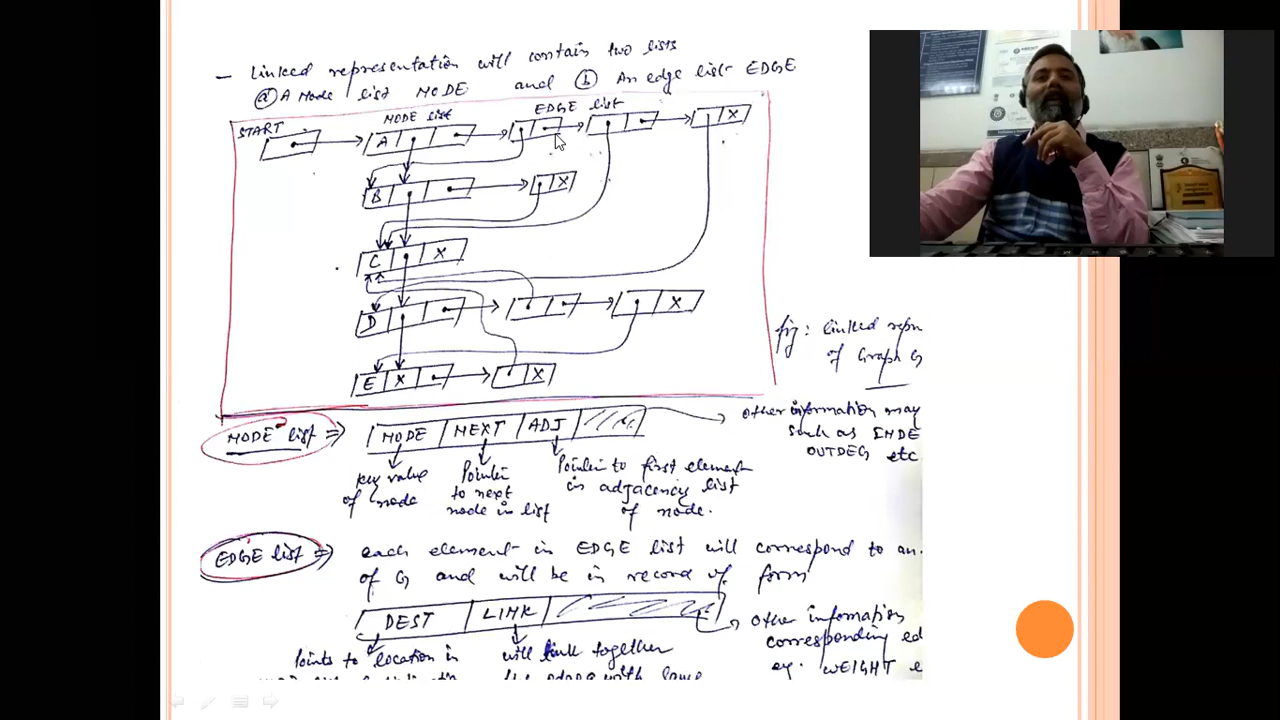 - Linked representation will contain two lists
(a) A Node list NODE and (b) An edge list EDGE
START NODE list EDGE list
A X
B X
C X
D X
E X X
fig: linked repn
of Graph G
NODE list ⇒ NODE NEXT ADJ
other information may
such as INDE
OUTDEG etc
key value
of node
Pointer
to next
node in list
Pointer to first element
in adjacency list
of node.
EDGE list ⇒ each element in EDGE list will correspond to an
of G and will be in record of form
DEST LINK
other information
corresponding ed
eg. WEIGHT e
Points to location in
will link together